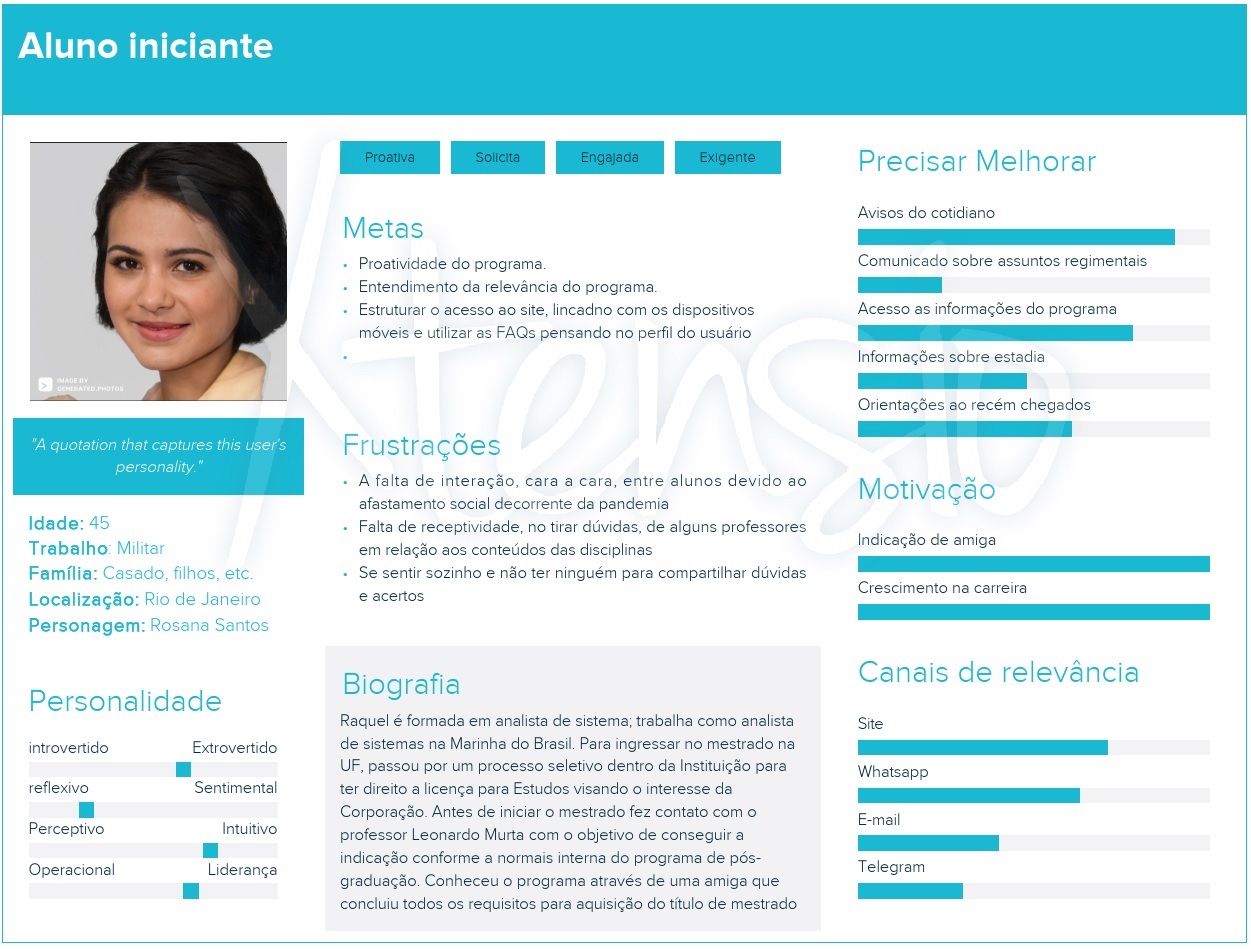 Aluno iniciante
IMAGE BY
GENERATED.PHOTOS
"A quotation that captures this user's
personality."
Idade: 45
Trabalho: Militar
Família: Casado, filhos, etc.
Localização: Rio de Janeiro
Personagem: Rosana Santos
Personalidade
introvertido Extrovertido
reflexivo Sentimental
Perceptivo Intuitivo
Operacional Liderança
Proativa Solicita Engajada Exigente
Metas
• Proatividade do programa.
• Entendimento da relevância do programa.
• Estruturar o acesso ao site, lincadno com os dispositivos
móveis e utilizar as FAQs pensando no perfil do usuário
•
Frustrações
• A falta de interação, cara a cara, entre alunos devido ao
afastamento social decorrente da pandemia
• Falta de receptividade, no tirar dúvidas, de alguns professores
em relação aos conteúdos das disciplinas
• Se sentir sozinho e não ter ninguém para compartilhar dúvidas
e acertos
Biografia
Raquel é formada em analista de sistema; trabalha como analista
de sistemas na Marinha do Brasil. Para ingressar no mestrado na
UF, passou por um processo seletivo dentro da Instituição para
ter direito a licença para Estudos visando o interesse da
Corporação. Antes de iniciar o mestrado fez contato com o
professor Leonardo Murta com o objetivo de conseguir a
indicação conforme a normais interna do programa de pós-
graduação. Conheceu o programa através de uma amiga que
concluiu todos os requisitos para aquisição do título de mestrado
Precisar Melhorar
Avisos do cotidiano
Comunicado sobre assuntos regimentais
Acesso as informações do programa
Informações sobre estadia
Orientações ao recém chegados
Motivação
Indicação de amiga
Crescimento na carreira
Canais de relevância
Site
Whatsapp
E-mail
Telegram
Xtensio